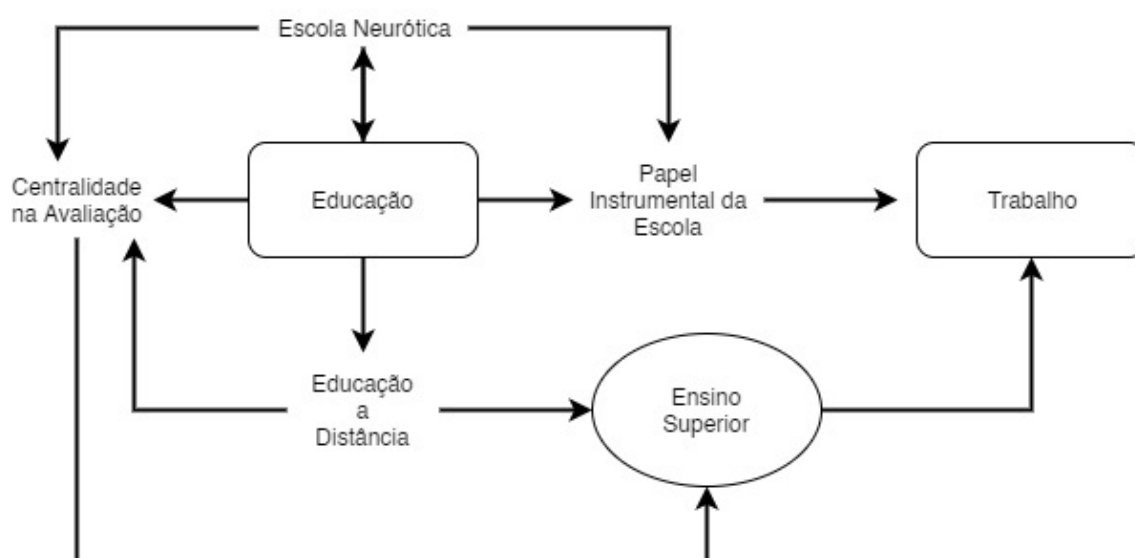 Escola Neurótica
Centralidade
na Avaliação
Educação
Papel
Instrumental da
Escola
Trabalho
Educação
a
Distância
Ensino
Superior